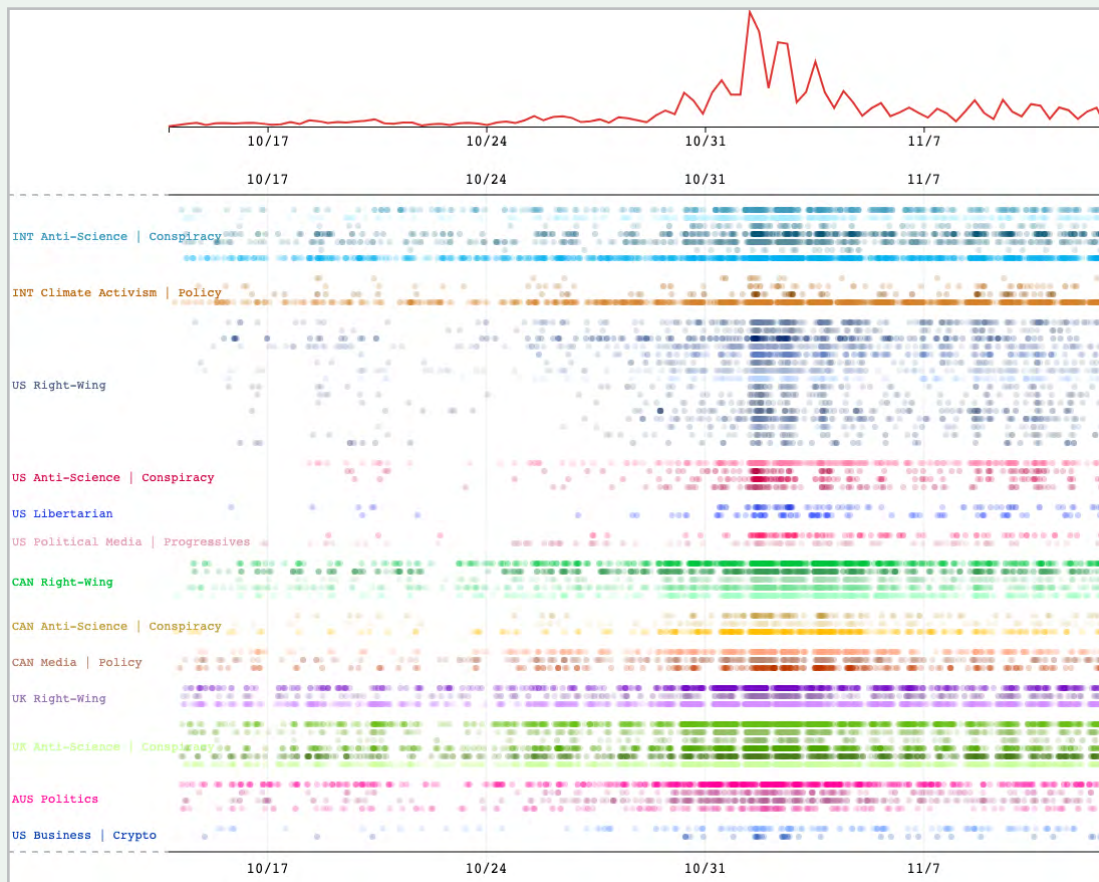 10/17 10/24 10/31 11/7
10/17 10/24 10/31 11/7
INT Anti-Science | Conspiracy
INT Climate Activism | Policy
US Right-Wing
US Anti-Science | Conspiracy
US Libertarian
US Political Media | Progressives
CAN Right-Wing
CAN Anti-Science | Conspiracy
CAN Media | Policy
UK Right-Wing
UK Anti-Science | Conspiracy
AUS Politics
US Business | Crypto
10/17 10/24 10/31 11/7